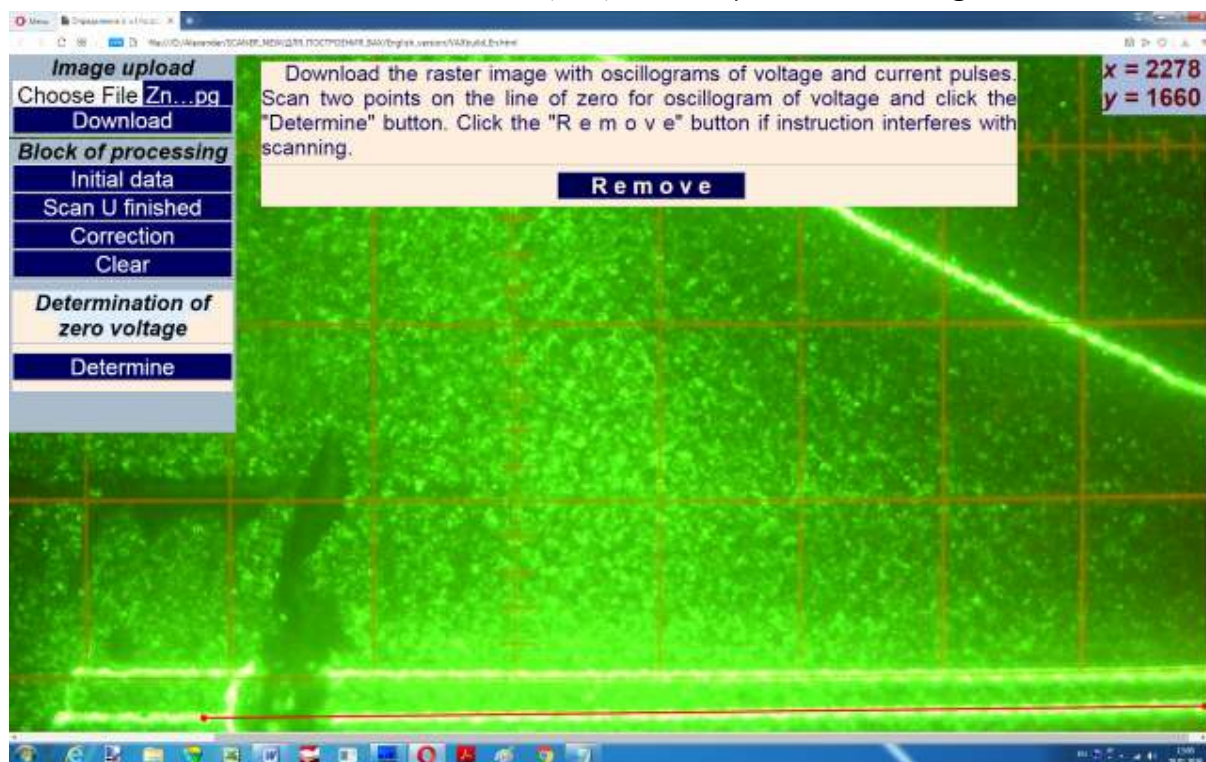 Menu
Image upload
Choose File Zn...pg
Download
Block of processing
Initial data
Scan U finished
Correction
Clear
Determination of
zero voltage
Determine
Download the raster image with oscillograms of voltage and current pulses.
Scan two points on the line of zero for oscillogram of voltage and click the
"Determine" button. Click the "R e m o v e" button if instruction interferes with
scanning.
R e m o v e
x = 2278
y = 1660